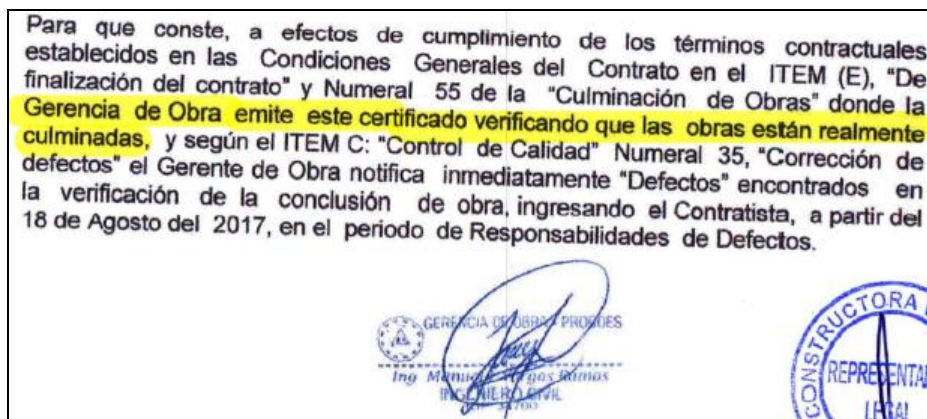 Para que conste, a efectos de cumplimiento de los términos contractuales
establecidos en las Condiciones Generales del Contrato en el ITEM (E), "De
finalización del contrato" y Numeral 55 de la "Culminación de Obras" donde la
Gerencia de Obra emite este certificado verificando que las obras están realmente
culminadas, y según el ITEM C: "Control de Calidad" Numeral 35, "Corrección de
defectos" el Gerente de Obra notifica inmediatamente "Defectos" encontrados en
la verificación de la conclusión de obra, ingresando el Contratista, a partir del
18 de Agosto del 2017, en el periodo de Responsabilidades de Defectos.
GERENCIA DE OBRAS PRODES
Ing Ramos
INGENIERO CIVIL
CONSTRUCTORA
REPRESENTA
LEGAL